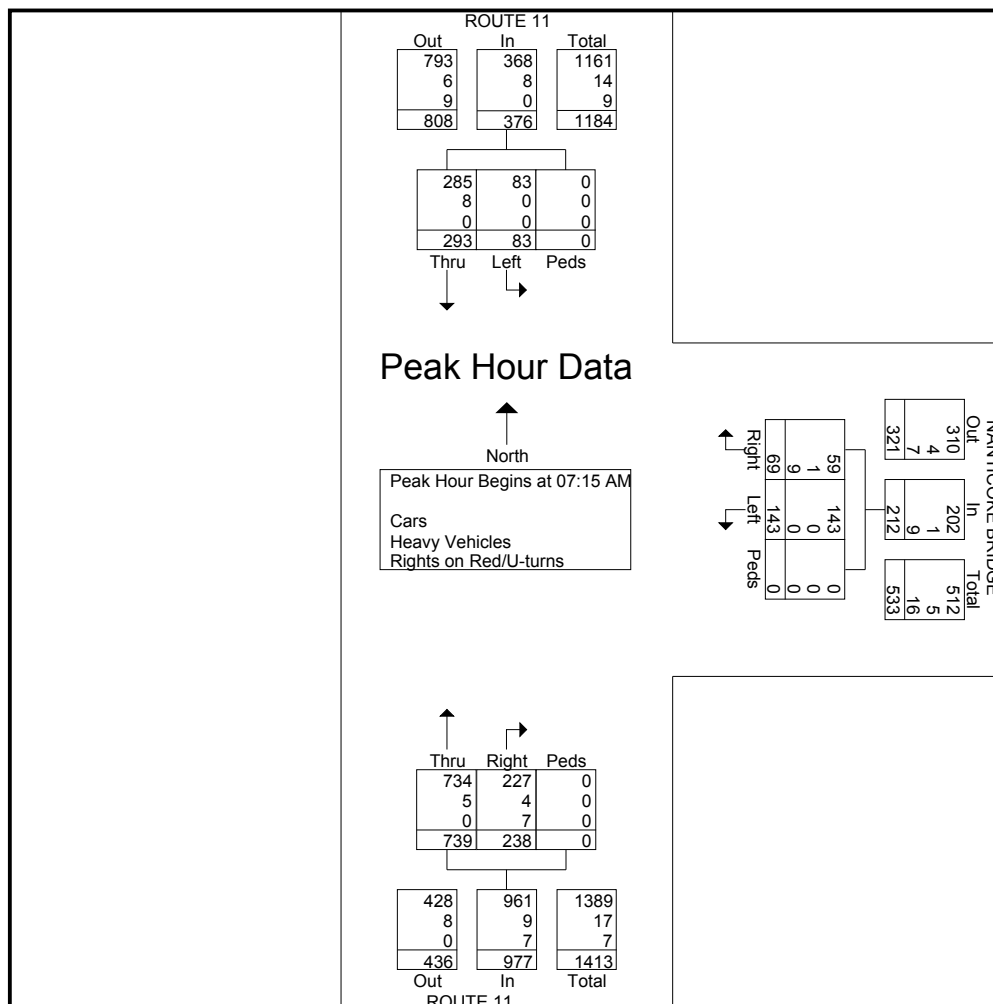 ROUTE 11
Out In Total
793 368 1161
6 8 14
9 0 9
808 376 1184
285 83 0
8 0 0
0 0 0
293 83 0
Thru Left Peds
Peak Hour Data
North
Peak Hour Begins at 07:15 AM
Cars
Heavy Vehicles
Rights on Red/U-turns
NANTICOKE BRIDGE
Out In Total
310 202 512
4 1 5
7 9 16
321 212 533
59 143 0
1 0 0
9 0 0
69 143 0
Right Left Peds
Thru Right Peds
734 227 0
5 4 0
0 7 0
739 238 0
428 961 1389
8 9 17
0 7 7
436 977 1413
Out In Total
ROUTE 11